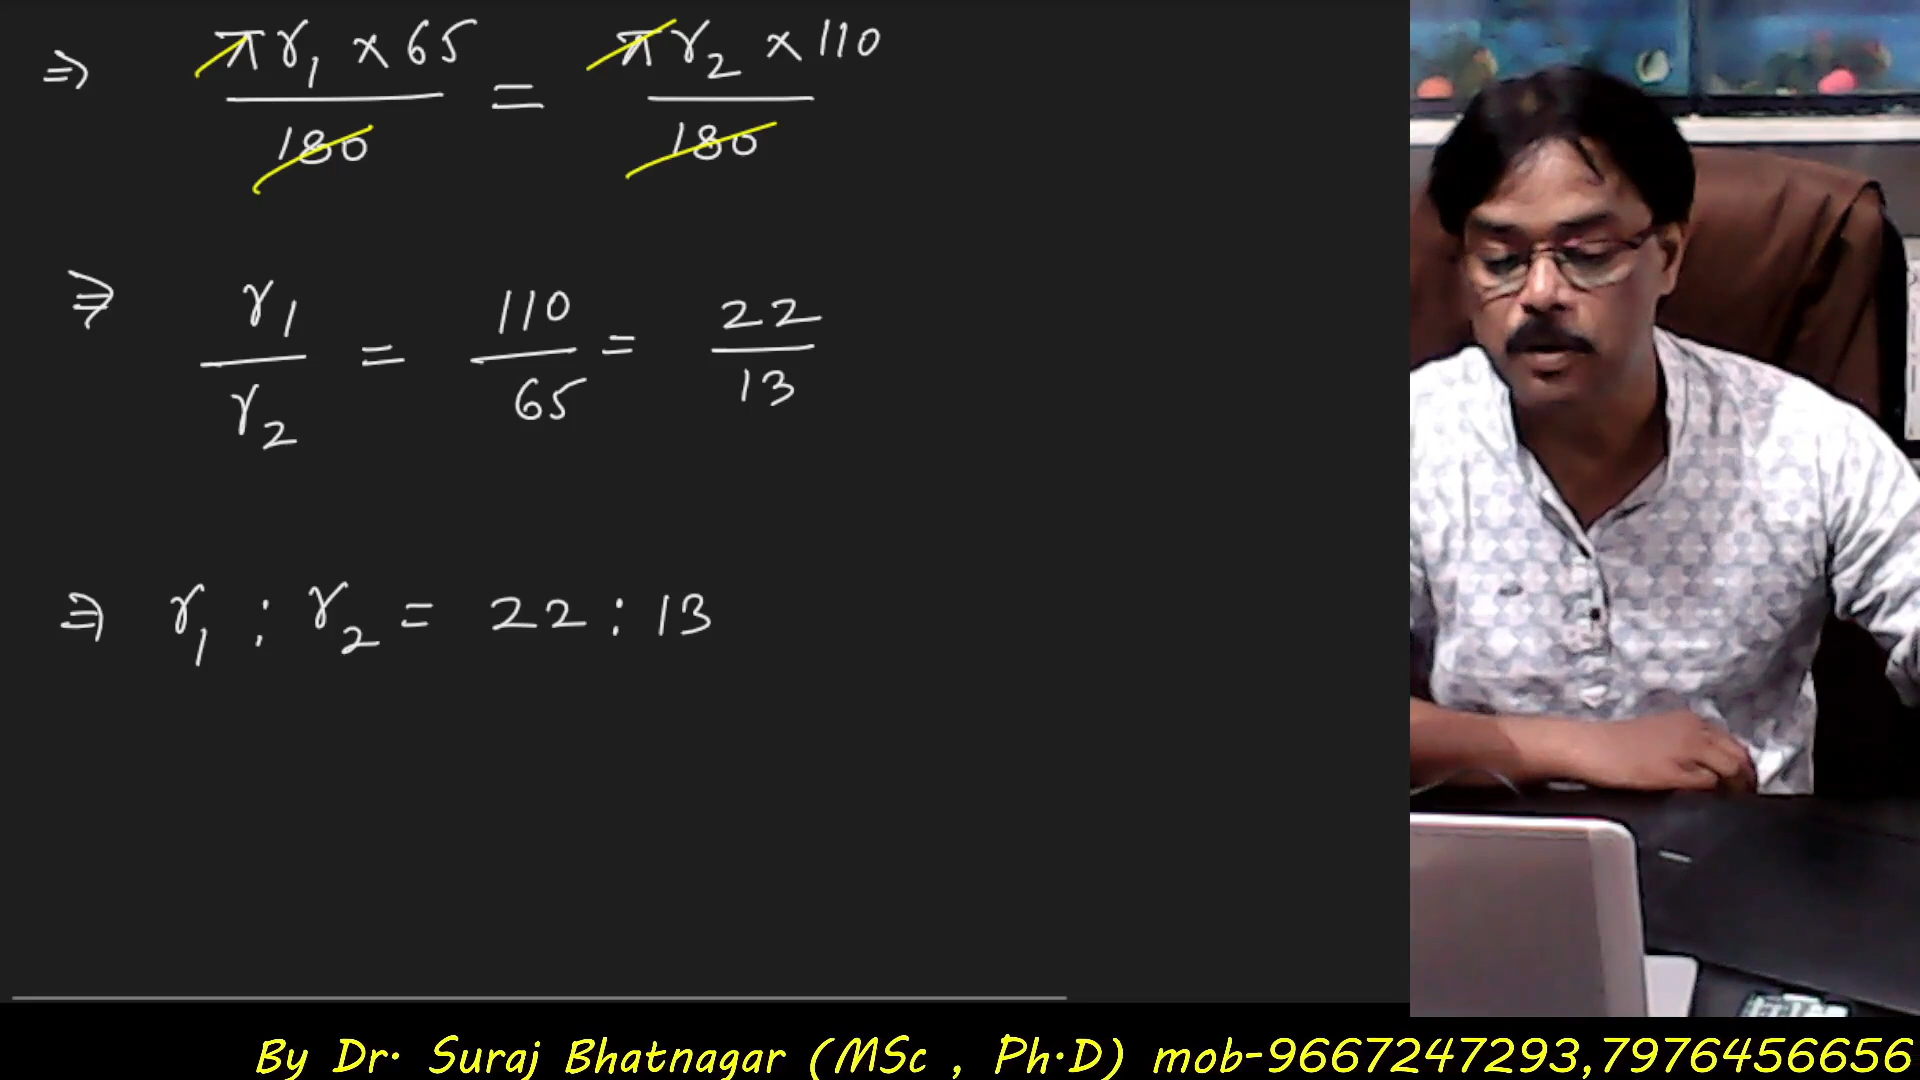 ⇒ πr₁ × 65 / 180 = πr₂ × 110 / 180
⇒ r₁ / r₂ = 110 / 65 = 22 / 13
⇒ r₁ : r₂ = 22 : 13
By Dr. Suraj Bhatnagar (MSc , Ph.D) mob-9667247293,7976456656